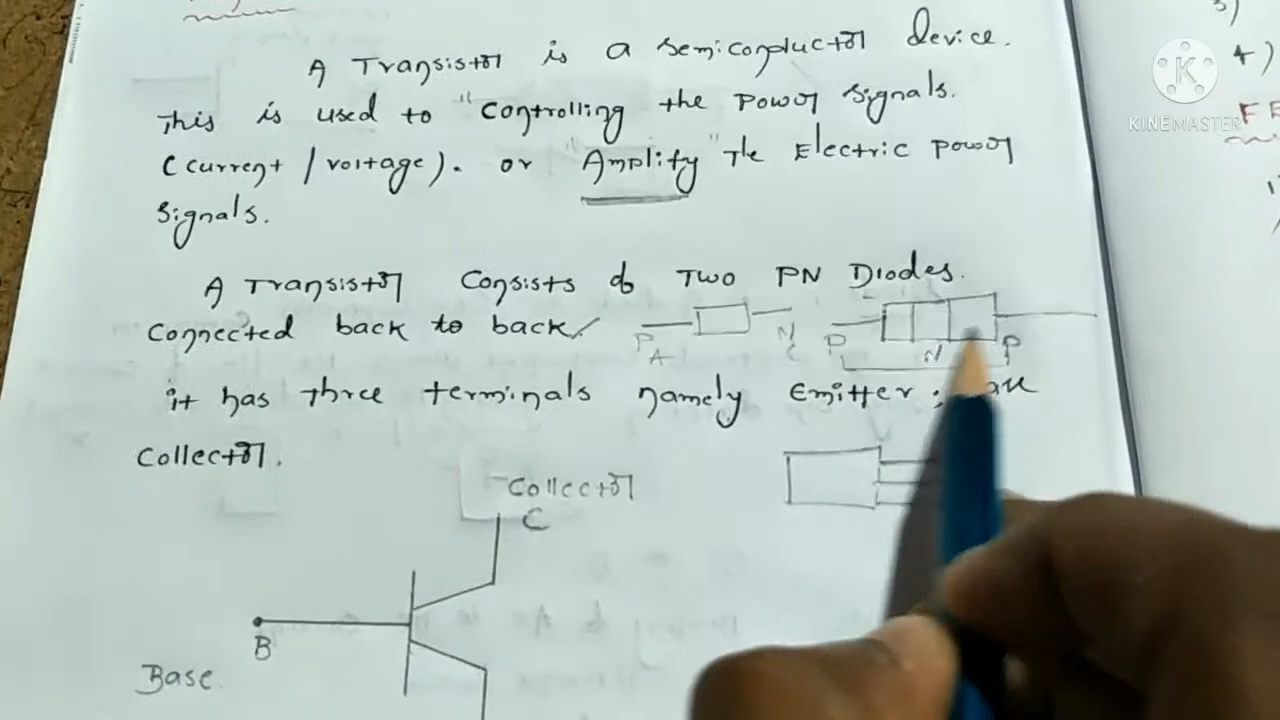 A Transistor is a semiconductor device.
This is used to "controlling the power signals.
(current / voltage). or "Amplify" The Electric power
signals.
A Transistor Consists of TWO PN Diodes.
Connected back to back
P
A
N
C
P
N
P
it has three terminals namely Emitter,
Collector.
Collector
C
B
Base.
3)
4)
K
KINEMASTER